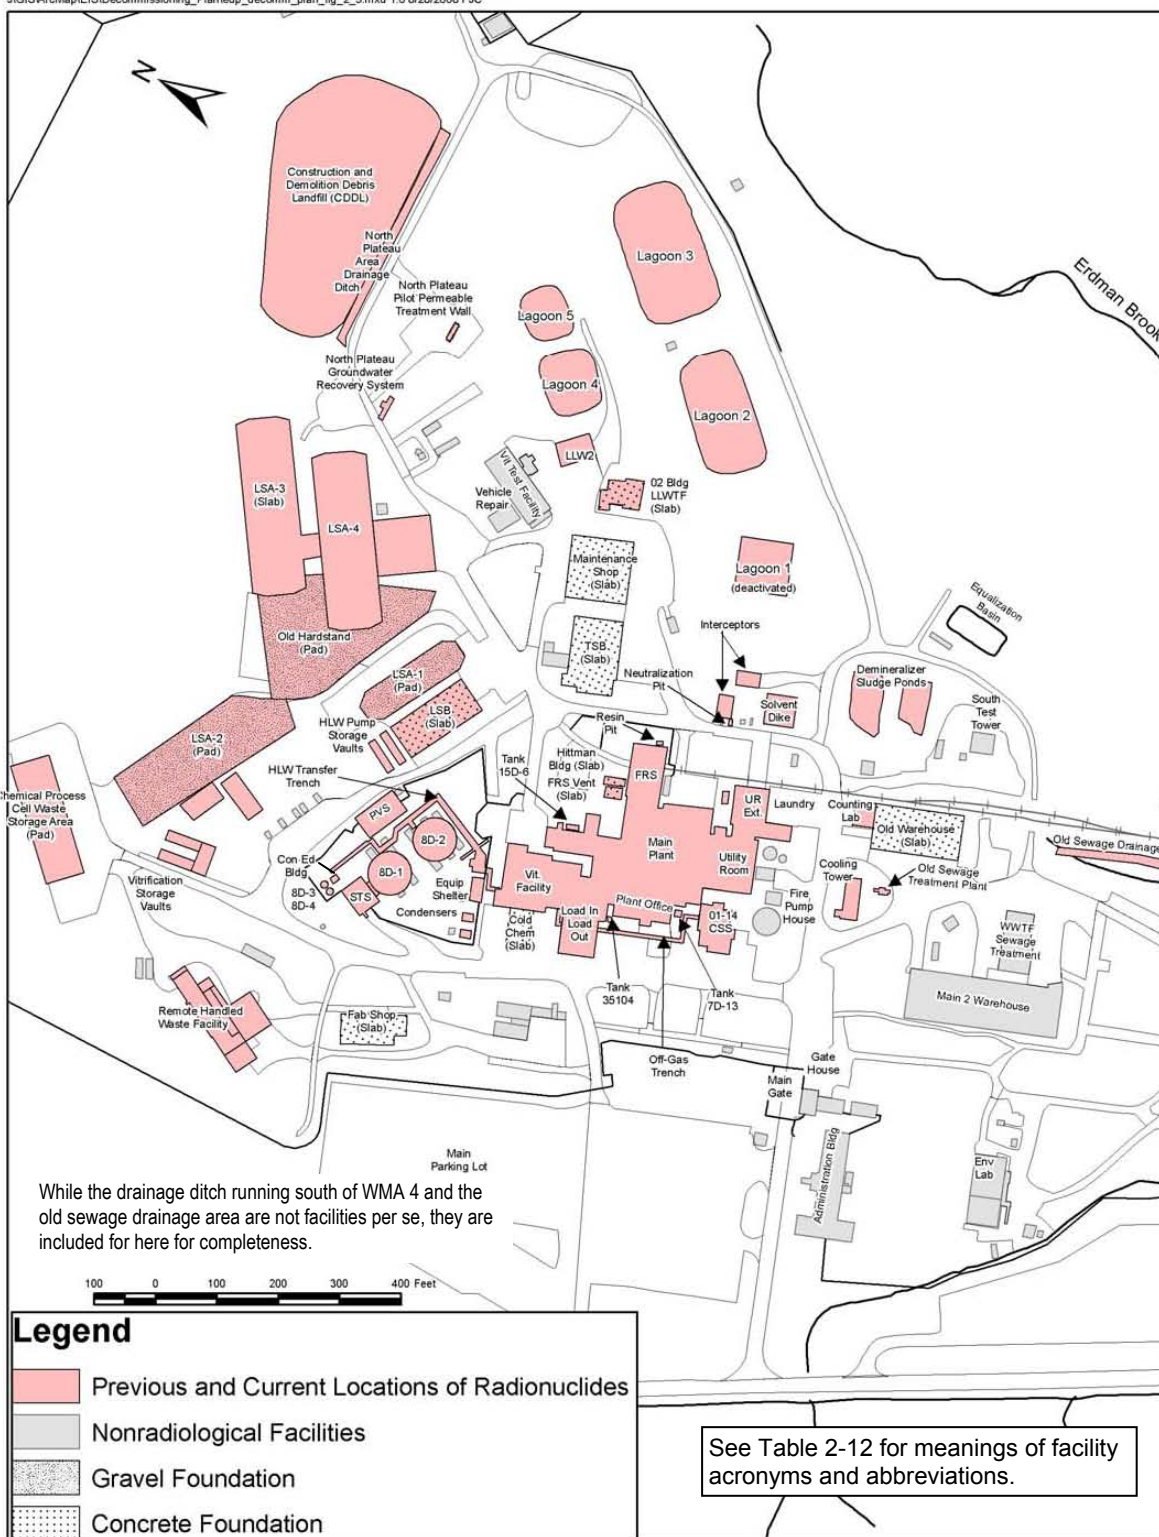 N
Construction and
Demolition Debris
Landfill (CDDL)
North
Plateau
Area
Drainage
Ditch
North Plateau
Pilot Permeable
Treatment Wall
North Plateau
Groundwater
Recovery System
Lagoon 3
Lagoon 5
Lagoon 4
Lagoon 2
Erdman Brook
LLW2
Vit Test Facility
Vehicle
Repair
02 Bldg
LLWTF
(Slab)
LSA-3
(Slab)
LSA-4
Maintenance
Shop
(Slab)
Lagoon 1
(deactivated)
Equalization
Basin
Old Hardstand
(Pad)
TSB
(Slab)
Interceptors
Neutralization
Pit
Solvent
Dike
Demineralizer
Sludge Ponds
South
Test
Tower
LSA-1
(Pad)
LSB
(Slab)
HLW Pump
Storage
Vaults
LSA-2
(Pad)
Resin
Pit
Hittman
Bldg (Slab)
FRS Vent
(Slab)
FRS
Tank
15D-6
HLW Transfer
Trench
Chemical Process
Cell Waste
Storage Area
(Pad)
PVS
8D-2
8D-1
UR
Ext.
Laundry
Counting
Lab
Old Warehouse
(Slab)
Old Sewage Drainage
Main
Plant
Utility
Room
Cooling
Tower
Old Sewage
Treatment Plant
Vitrification
Storage
Vaults
Con Ed
Bldg
8D-3
8D-4
STS
Equip
Shelter
Condensers
Vit.
Facility
Cold
Chem
(Slab)
Load In
Load
Out
Plant Office
01-14
CSS
Fire
Pump
House
WWTF
Sewage
Treatment
Main 2 Warehouse
Remote Handled
Waste Facility
Fab Shop
(Slab)
Tank
35104
Tank
7D-13
Off-Gas
Trench
Gate
House
Main
Gate
Administration Bldg
Env
Lab
Main
Parking Lot
While the drainage ditch running south of WMA 4 and the
old sewage drainage area are not facilities per se, they are
included for here for completeness.
100 0 100 200 300 400 Feet
Legend
Previous and Current Locations of Radionuclides
Nonradiological Facilities
Gravel Foundation
Concrete Foundation
See Table 2-12 for meanings of facility
acronyms and abbreviations.